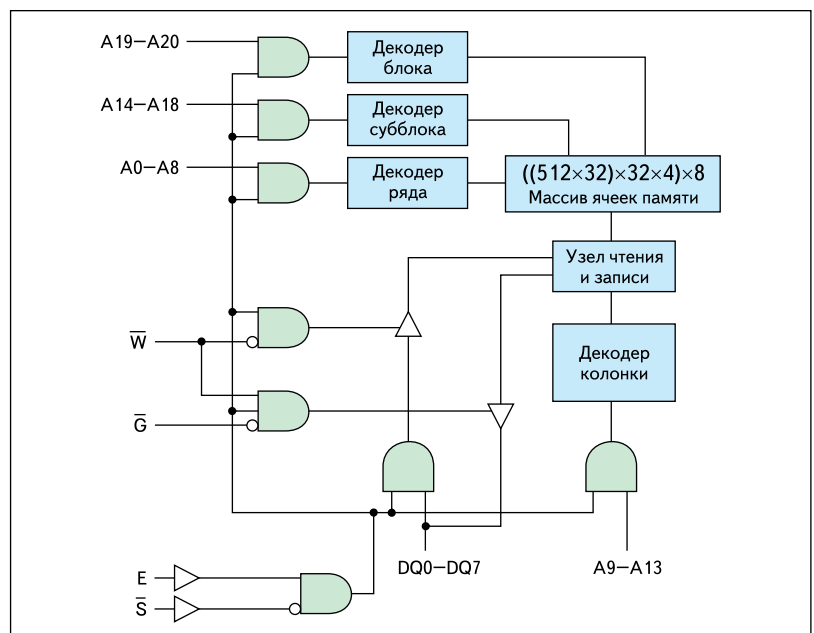 A19—A20
Декодер
блока
A14—A18
Декодер
субблока
A0—A8
Декодер
ряда
((512×32)×32×4)×8
Массив ячеек памяти
Узел чтения
и записи
W̅
Декодер
колонки
G̅
DQ0—DQ7
A9—A13
E
S̅